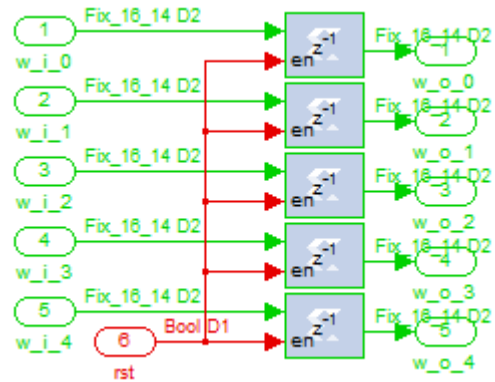 1 Fix_16_14 D2 z-1 Fix_16_14 D2 1
w_i_0 en w_o_0
2 Fix_16_14 D2 z-1 Fix_16_14 D2 2
w_i_1 en w_o_1
3 Fix_16_14 D2 z-1 Fix_16_14 D2 3
w_i_2 en w_o_2
4 Fix_16_14 D2 z-1 Fix_16_14 D2 4
w_i_3 en w_o_3
5 Fix_16_14 D2 z-1 Fix_16_14 D2 5
w_i_4 en w_o_4
6 Bool D1
rst